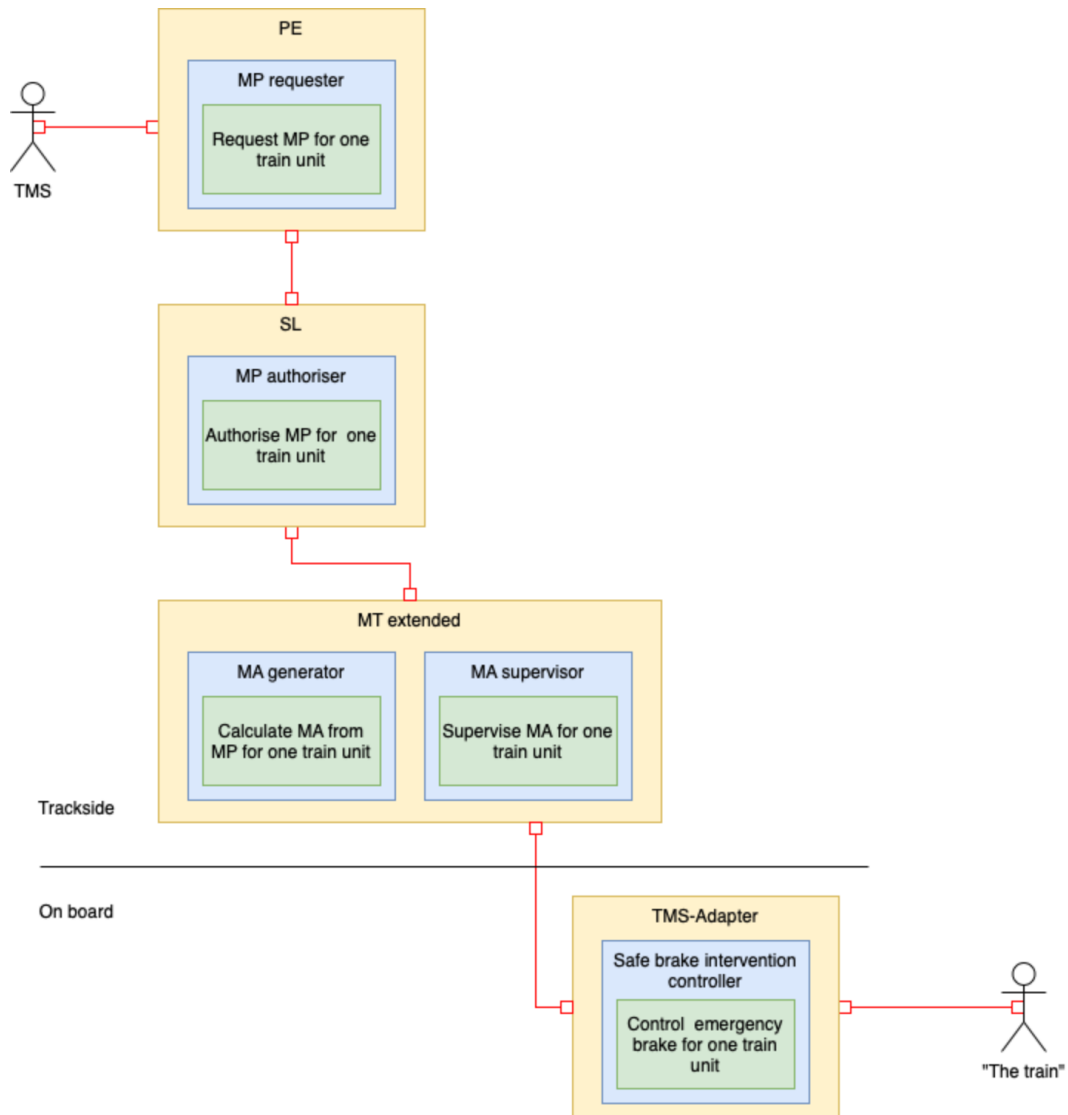 PE
MP requester
Request MP for one
train unit
TMS
SL
MP authoriser
Authorise MP for  one
train unit
MT extended
MA generator
Calculate MA from
MP for one train unit
MA supervisor
Supervise MA for one
train unit
Trackside
On board
TMS-Adapter
Safe brake intervention
controller
Control  emergency
brake for one train
unit
"The train"